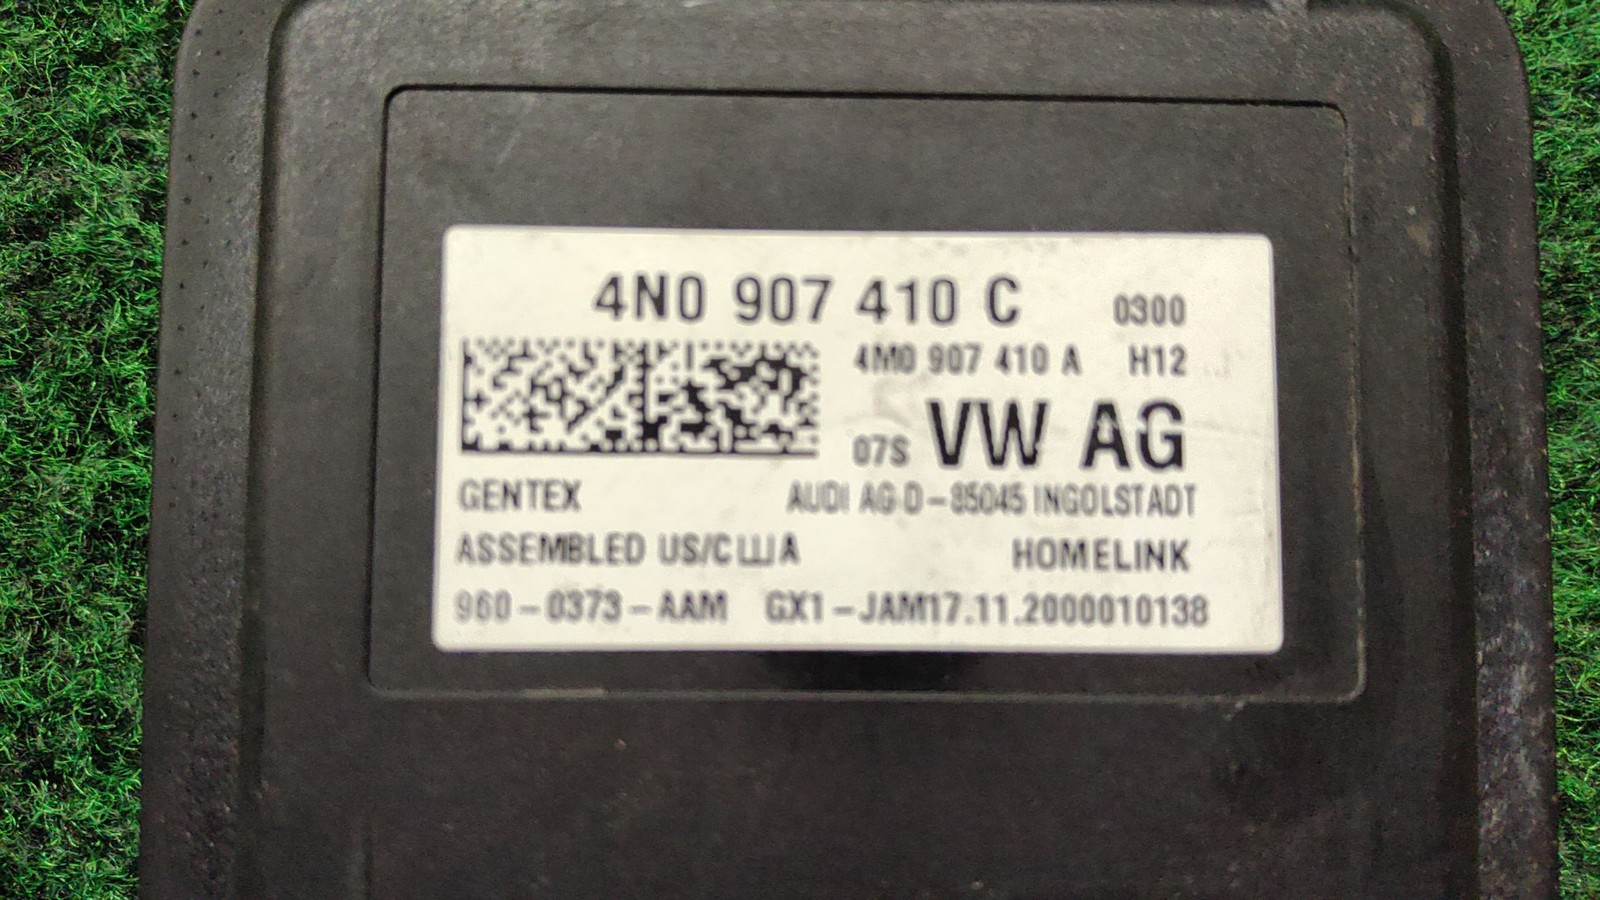 4N0 907 410 C 0300
4M0 907 410 A H12
07S VW AG
GENTEX AUDI AG D-85045 INGOLSTADT
ASSEMBLED US/США HOMELINK
960-0373-AAM GX1-JAM17.11.2000010138